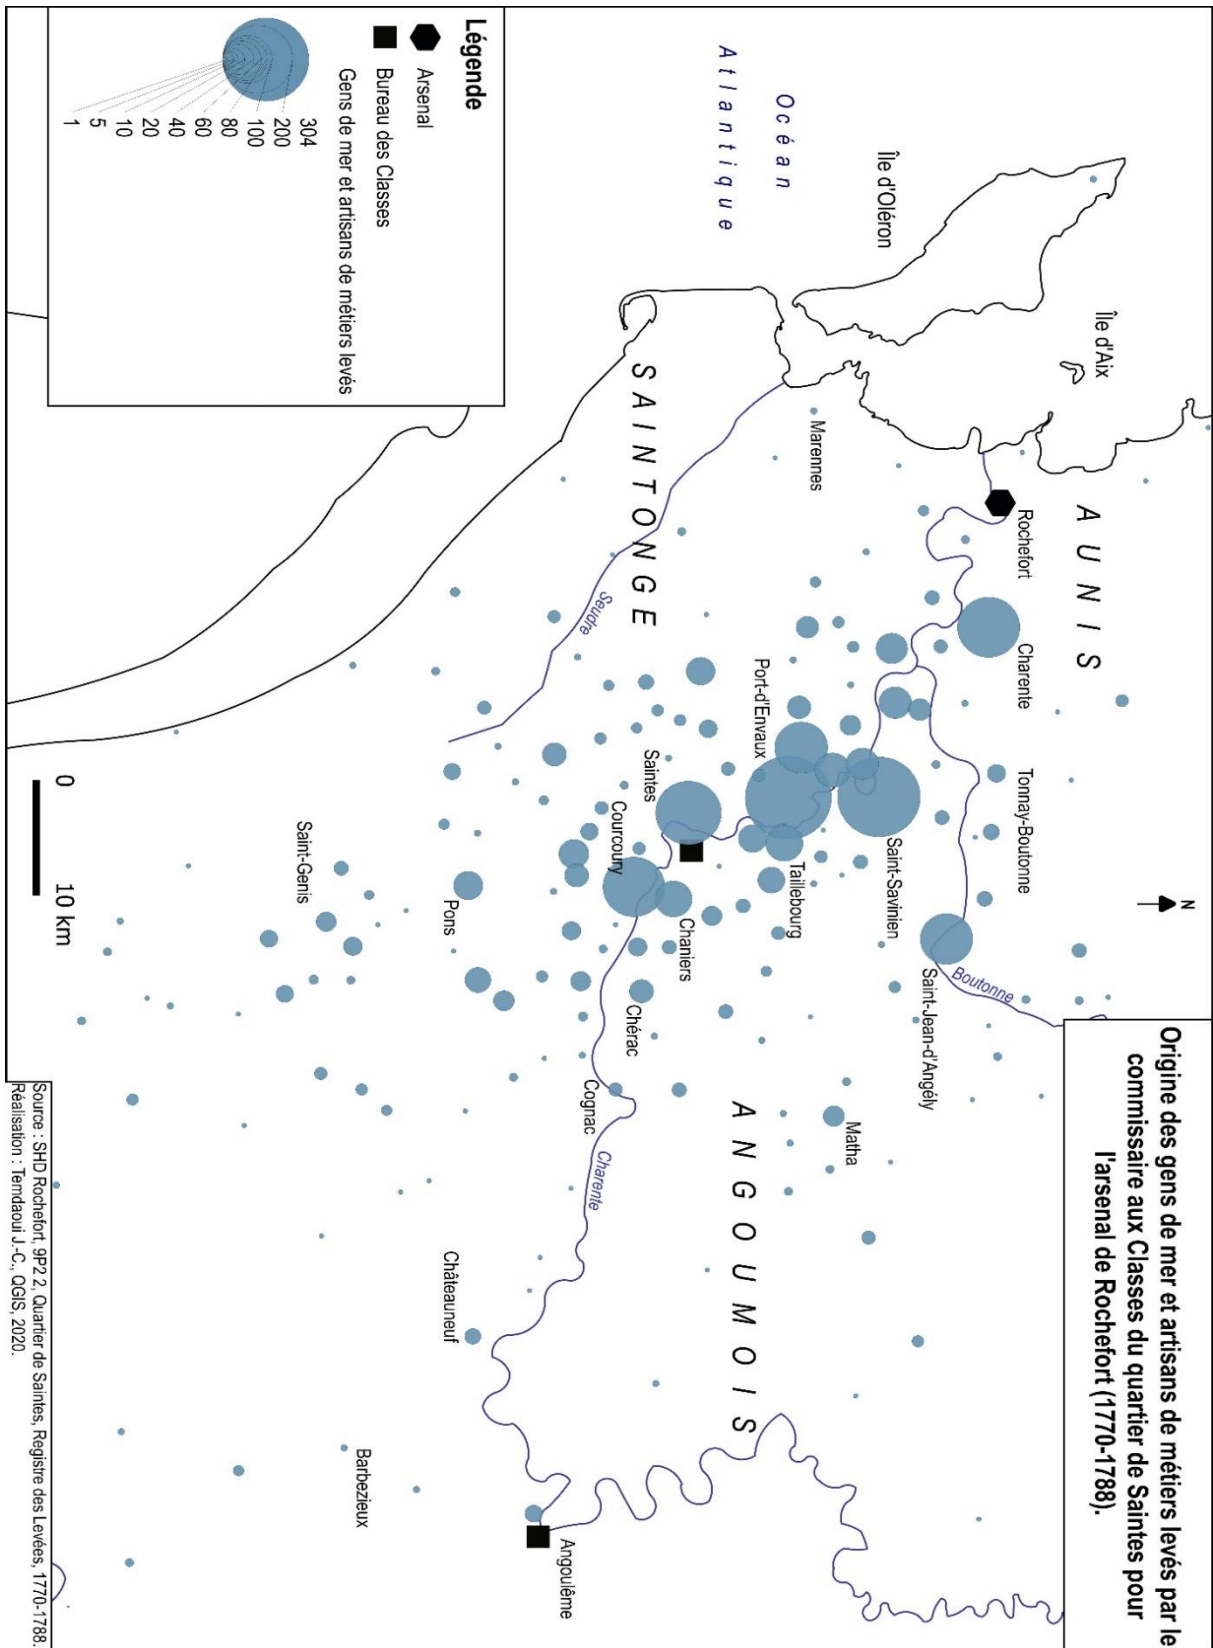 Origine des gens de mer et artisans de métiers levés par le
commissaire aux Classes du quartier de Saintes pour
l'arsenal de Rochefort (1770-1788).
N
AUNIS
Île d'Aix
Rochefort
Charente
Tonnay-Boutonne
Boutonne
Saint-Jean-d'Angély
Île d'Oléron
Saint-Savinien
Marennes
Matha
Océan
Atlantique
Port-d'Envaux
Taillebourg
ANGOUMOIS
SAINTONGE
Saintes
Chaniers
Seudre
Courcoury
Chérac
Cognac
Charente
Angoulême
Pons
Châteauneuf
Saint-Genis
Barbezieux
Légende
Arsenal
Bureau des Classes
Gens de mer et artisans de métiers levés
304
200
100
80
60
40
20
10
5
1
0 10 km
Source : SHD Rochefort, 9P2 2, Quartier de Saintes, Registre des Levées, 1770-1788.
Réalisation : Temdaoui J.-C., QGIS, 2020.